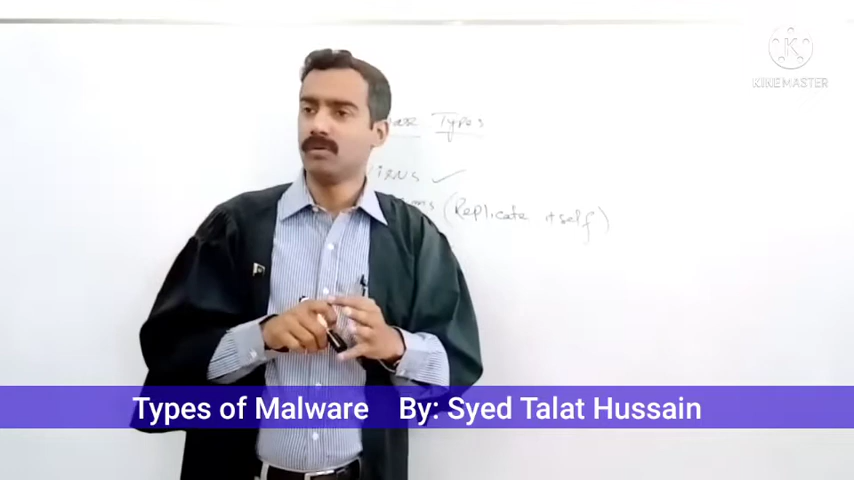 KINEMASTER
Types
(Replicate itself)
Types of Malware By: Syed Talat Hussain